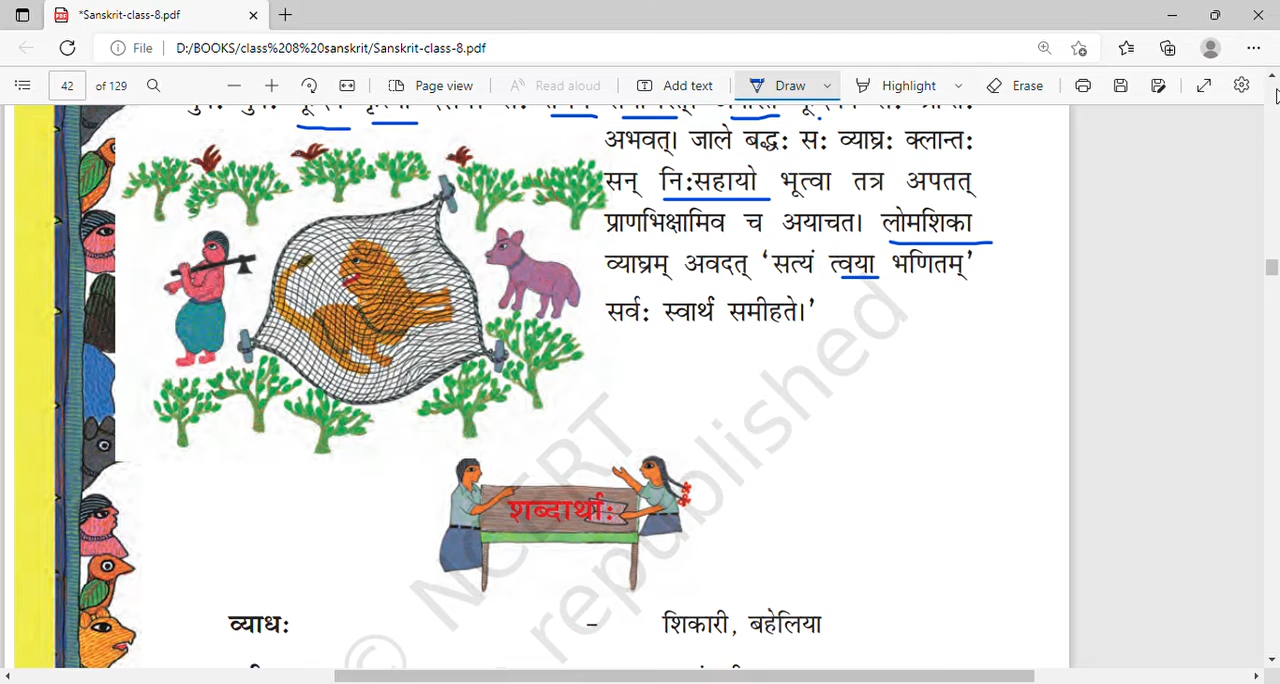 *Sanskrit-class-8.pdf
File D:/BOOKS/class%208%20sanskrit/Sanskrit-class-8.pdf
42 of 129 Page view Read aloud Add text Draw Highlight Erase
अभवत्। जाले बद्धः सः व्याघ्रः क्लान्तः
सन् निःसहायो भूत्वा तत्र अपतत्
प्राणभिक्षामिव च अयाचत। लोमशिका
व्याघ्रम् अवदत् ‘सत्यं त्वया भणितम्’
सर्वः स्वार्थं समीहते।’
शब्दार्थाः
व्याधः – शिकारी, बहेलिया
© NCERT
republished